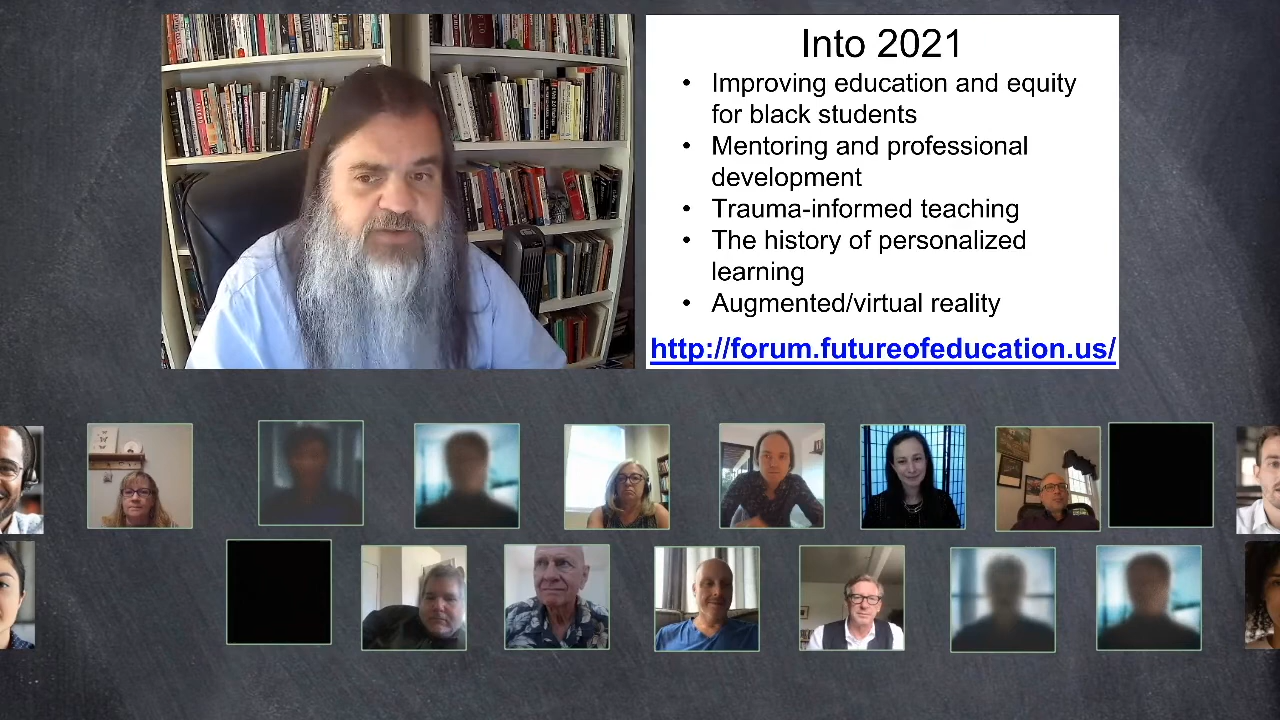 Into 2021
• Improving education and equity
for black students
• Mentoring and professional
development
• Trauma-informed teaching
• The history of personalized
learning
• Augmented/virtual reality
http://forum.futureofeducation.us/